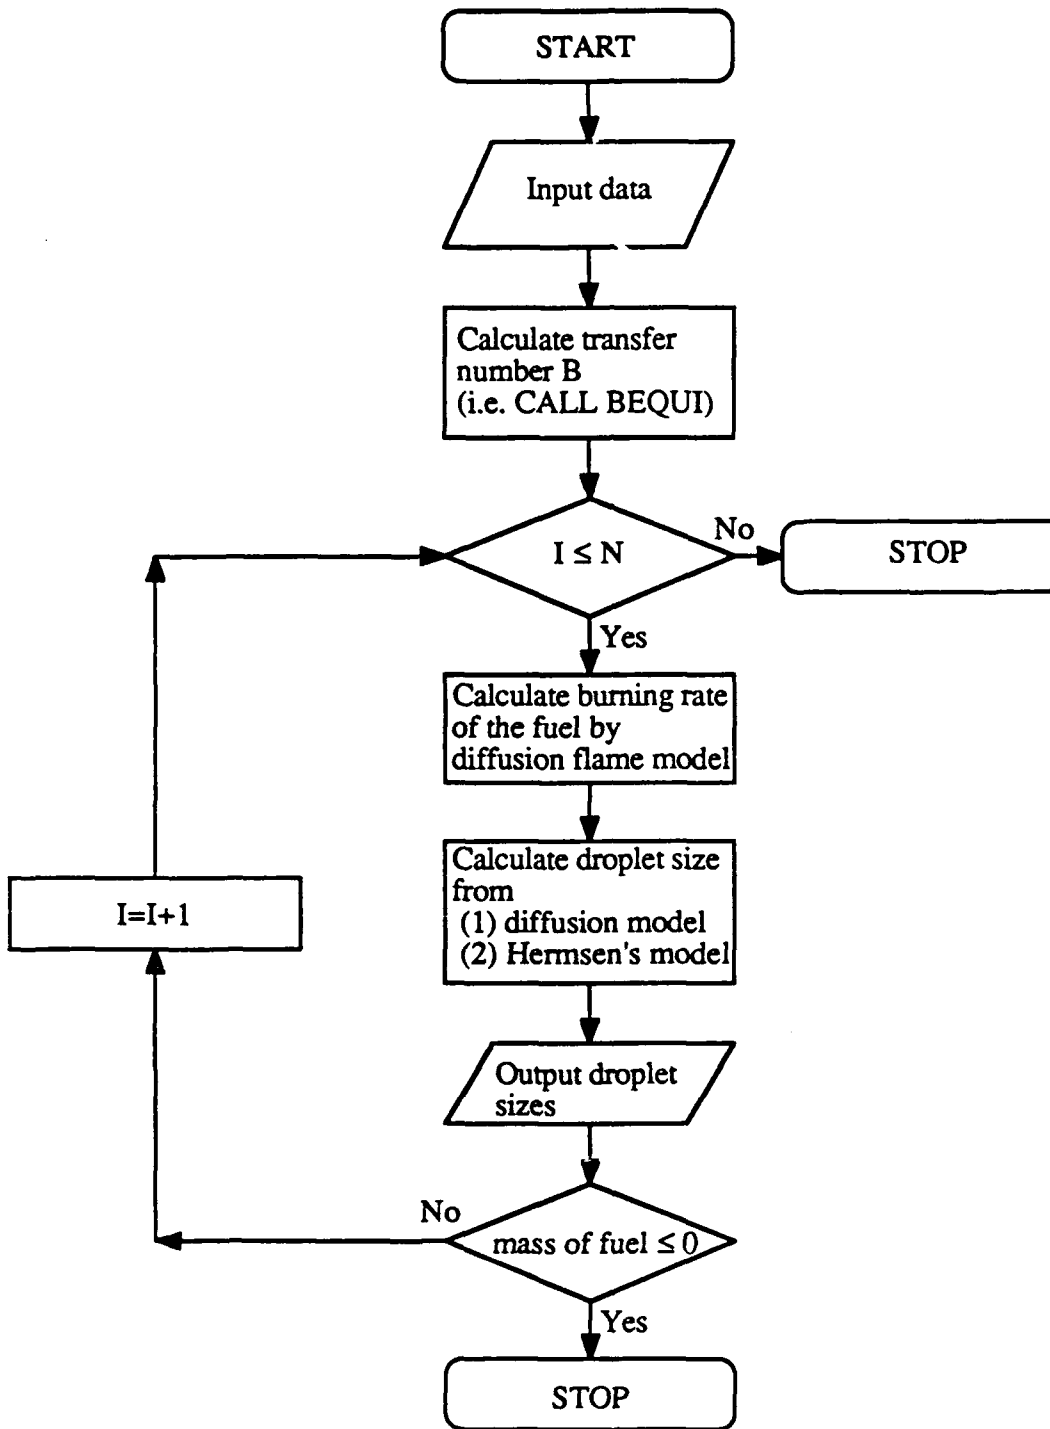 START
Input data
Calculate transfer
number B
(i.e. CALL BEQUI)
I ≤ N
No
STOP
Yes
Calculate burning rate
of the fuel by
diffusion flame model
Calculate droplet size
from
(1) diffusion model
(2) Hermsen's model
I=I+1
Output droplet
sizes
No
mass of fuel ≤ 0
Yes
STOP